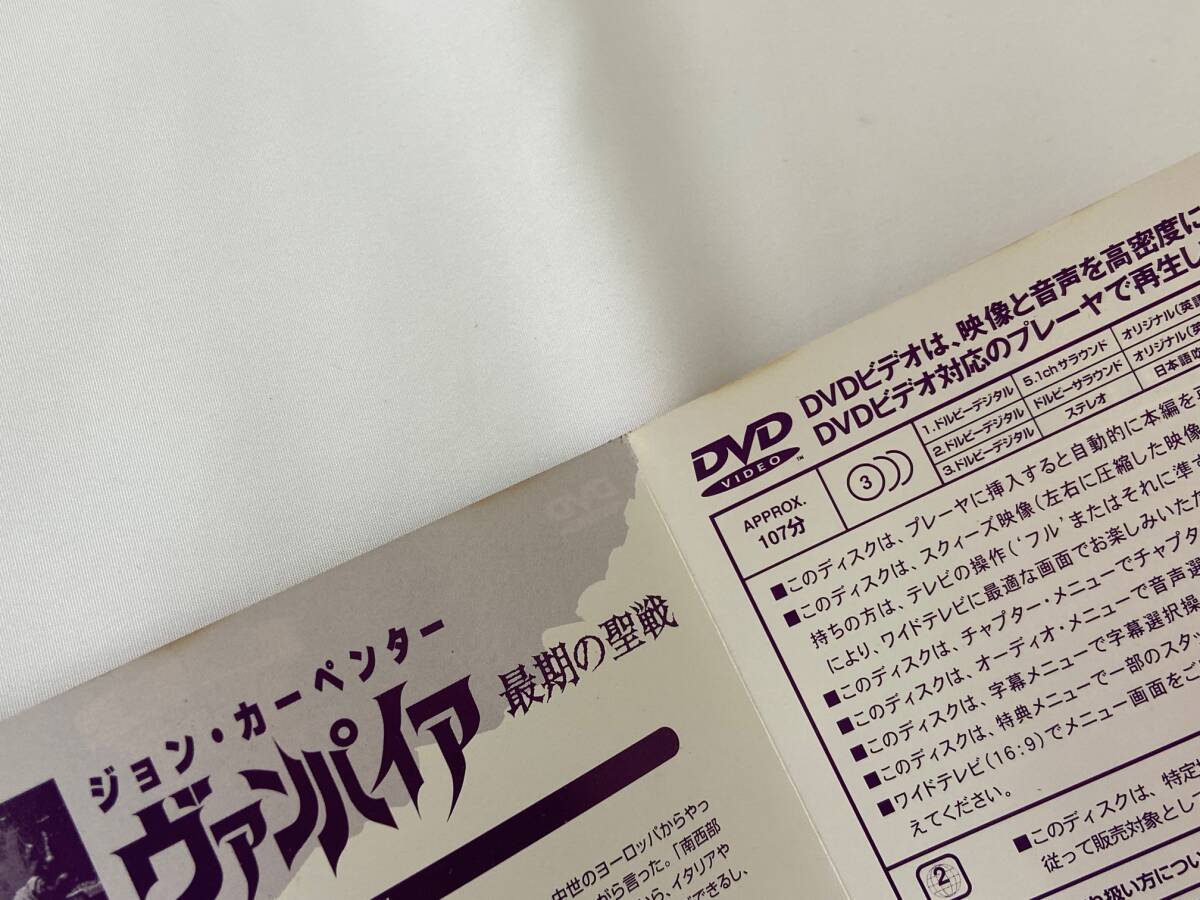 ジョン・カーペンター
ヴァンパイア
最期の聖戦
中世のヨーロッパからやっ
がら言った。「南西部
から、イタリアや
できるし、
DVD
VIDEO
TM
DVDビデオは、映像と音声を高密度に
DVDビデオ対応のプレーヤで再生し
APPROX.
107分
3
1.ドルビーデジタル 5.1chサラウンド オリジナル(英語
2.ドルビーデジタル ドルビーサラウンド オリジナル(英
3.ドルビーデジタル ステレオ 日本語吹
■このディスクは、プレーヤに挿入すると自動的に本編を再
■このディスクは、スクィーズ映像(左右に圧縮した映像
持ちの方は、テレビの操作(‘フル’またはそれに準す
により、ワイドテレビに最適な画面でお楽しみいただ
■このディスクは、チャプター・メニューでチャプタ
■このディスクは、オーディオ・メニューで音声選
■このディスクは、字幕メニューで字幕選択操
■このディスクは、特典メニューで一部のスタッ
■ワイドテレビ(16:9)でメニュー画面をご
えてください。
2
■このディスクは、特定
従って販売対象として
り扱い方につい